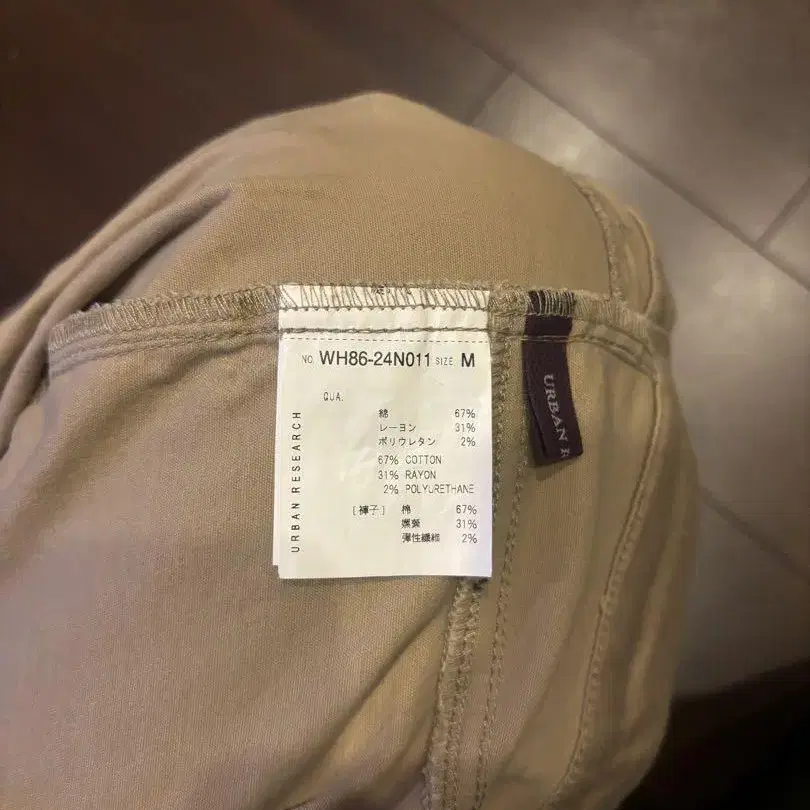 NO. WH86-24N011 SIZE M
QUA.
綿 67%
レーヨン 31%
ポリウレタン 2%
67% COTTON
31% RAYON
2% POLYURETHANE
[褲子] 棉 67%
嫘縈 31%
彈性纖維 2%
URBAN RESEARCH
URBAN